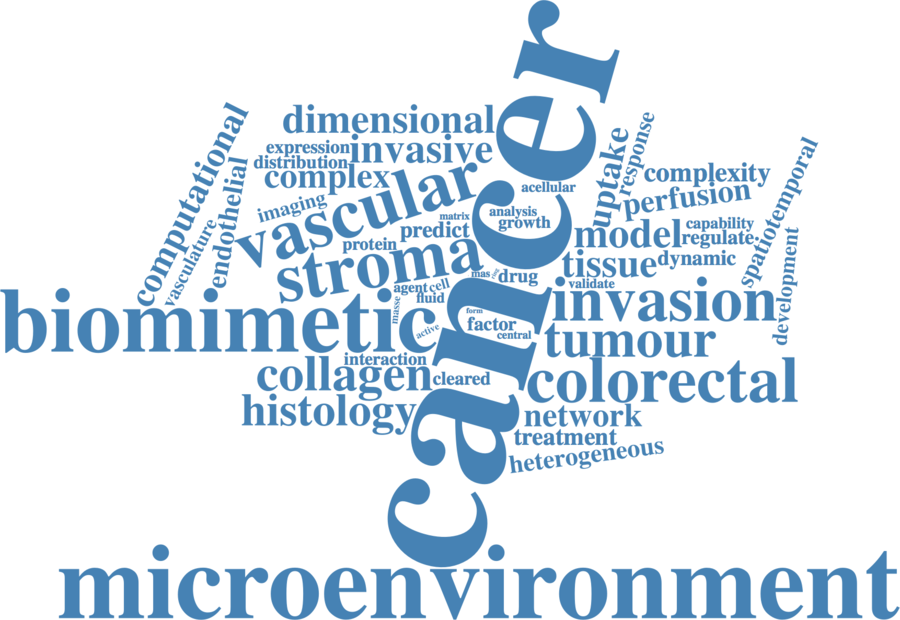 cancer
dimensional
expression
invasive
distribution
complex
computational
endothelial
vasculature
imaging
vascular
matrix
protein
predict
stroma
acellular
analysis
growth
uptake
response
complexity
perfusion
spatiotemporal
model
capability
regulate
tissue
dynamic
development
mas
drug
validate
agent
cell
fluid
masse
active
form
factor
central
biomimetic
invasion
tumour
interaction
collagen
cleared
colorectal
histology
network
treatment
heterogeneous
microenvironment